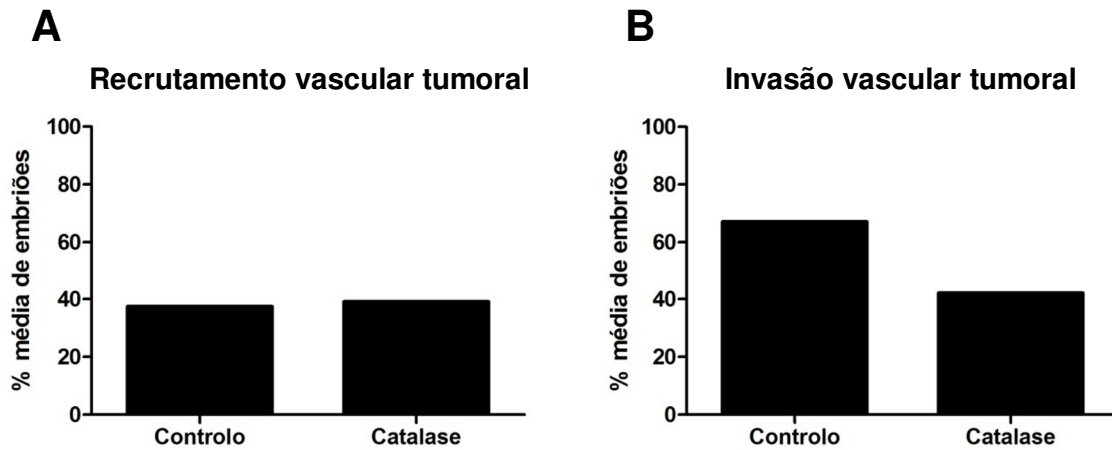 A
Recrutamento vascular tumoral
% média de embriões
100
80
60
40
20
0
Controlo
Catalase
B
Invasão vascular tumoral
% média de embriões
100
80
60
40
20
0
Controlo
Catalase